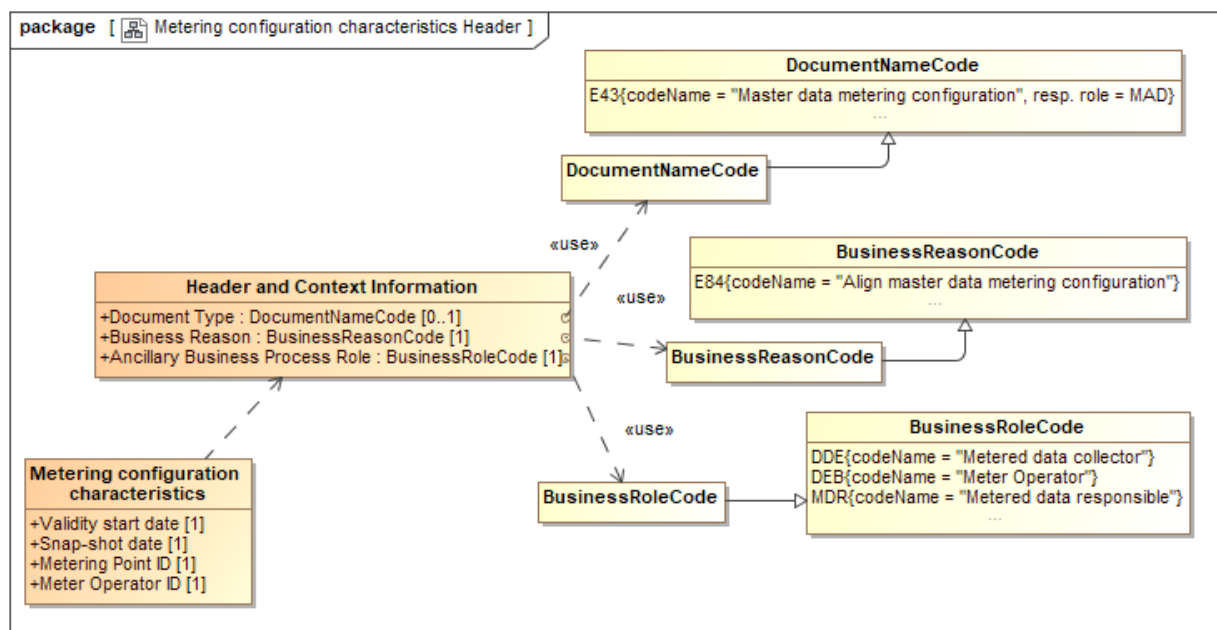 package [ Metering configuration characteristics Header ]
DocumentNameCode
E43{codeName = "Master data metering configuration", resp. role = MAD}
...
DocumentNameCode
«use»
BusinessReasonCode
E84{codeName = "Align master data metering configuration"}
...
Header and Context Information
+Document Type : DocumentNameCode [0..1]
+Business Reason : BusinessReasonCode [1]
+Ancillary Business Process Role : BusinessRoleCode [1]
«use»
BusinessReasonCode
«use»
BusinessRoleCode
DDE{codeName = "Metered data collector"}
DEB{codeName = "Meter Operator"}
MDR{codeName = "Metered data responsible"}
...
BusinessRoleCode
Metering configuration
characteristics
+Validity start date [1]
+Snap-shot date [1]
+Metering Point ID [1]
+Meter Operator ID [1]